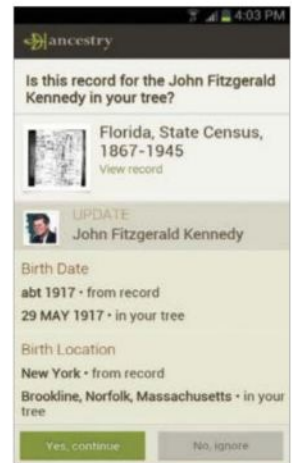 4:03 PM
ancestry
Is this record for the John Fitzgerald
Kennedy in your tree?
Florida, State Census,
1867-1945
View record
UPDATE
John Fitzgerald Kennedy
Birth Date
abt 1917 • from record
29 MAY 1917 • in your tree
Birth Location
New York • from record
Brookline, Norfolk, Massachusetts • in your
tree
Yes, continue
No, ignore